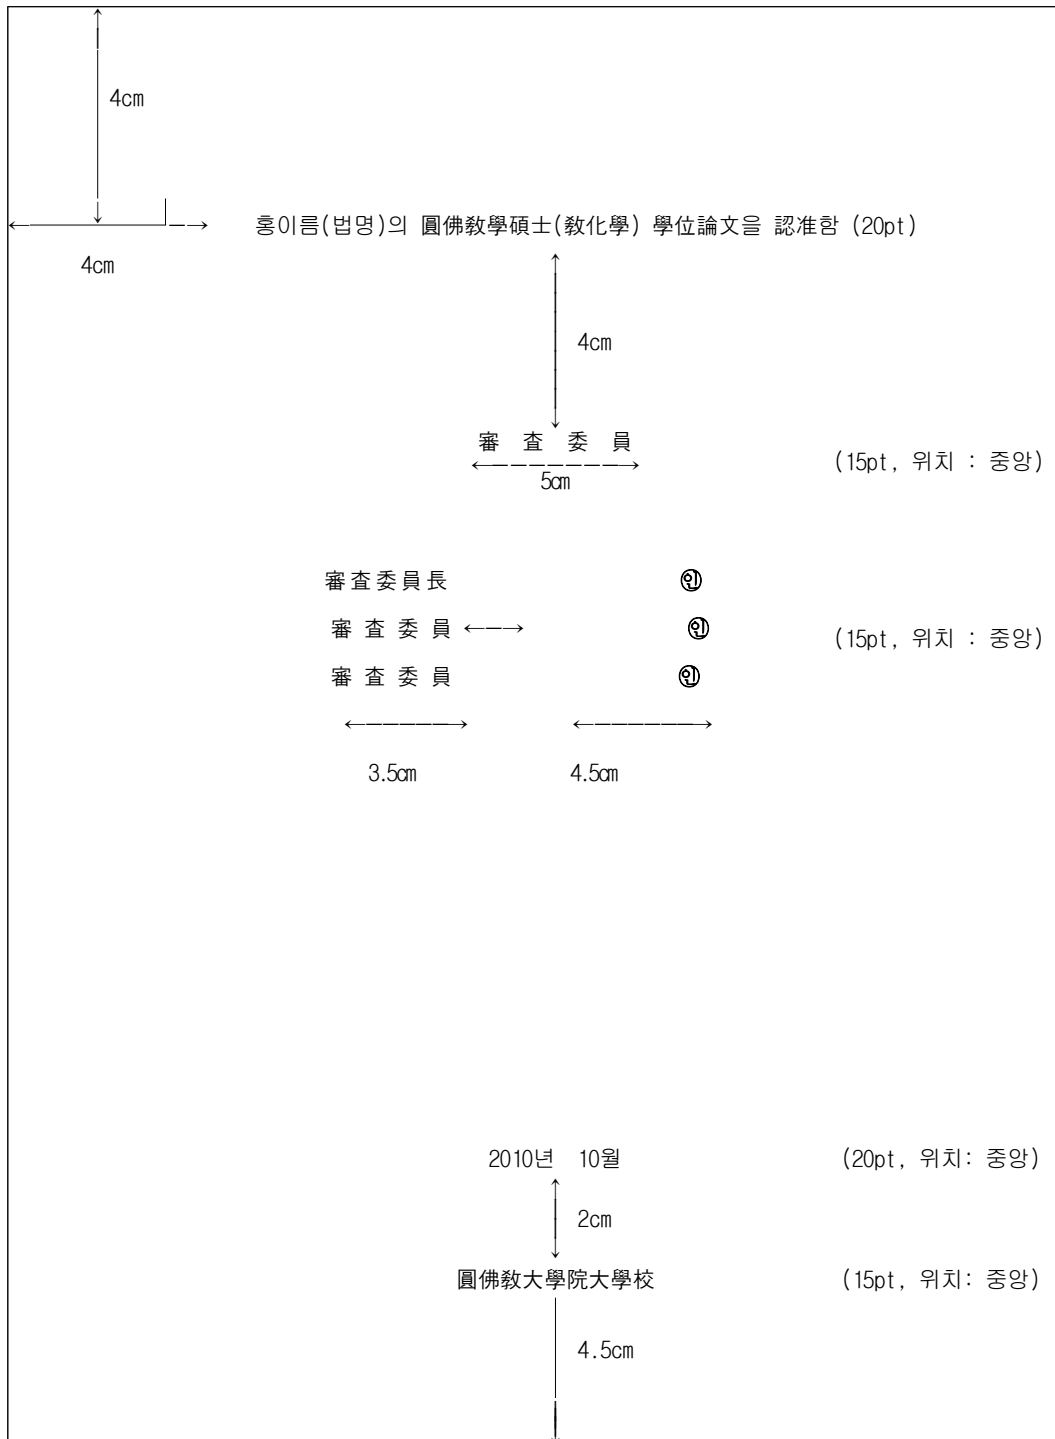 4cm
홍이름(법명)의 圓佛敎學碩士(敎化學) 學位論文을 認准함 (20pt)
4cm
4cm
審 査 委 員 (15pt, 위치 : 중앙)
5㎝
審査委員長 ㊞
審 査 委 員 ㊞ (15pt, 위치 : 중앙)
審 査 委 員 ㊞
3.5㎝ 4.5㎝
2010년 10월 (20pt, 위치: 중앙)
2cm
圓佛敎大學院大學校 (15pt, 위치: 중앙)
4.5cm